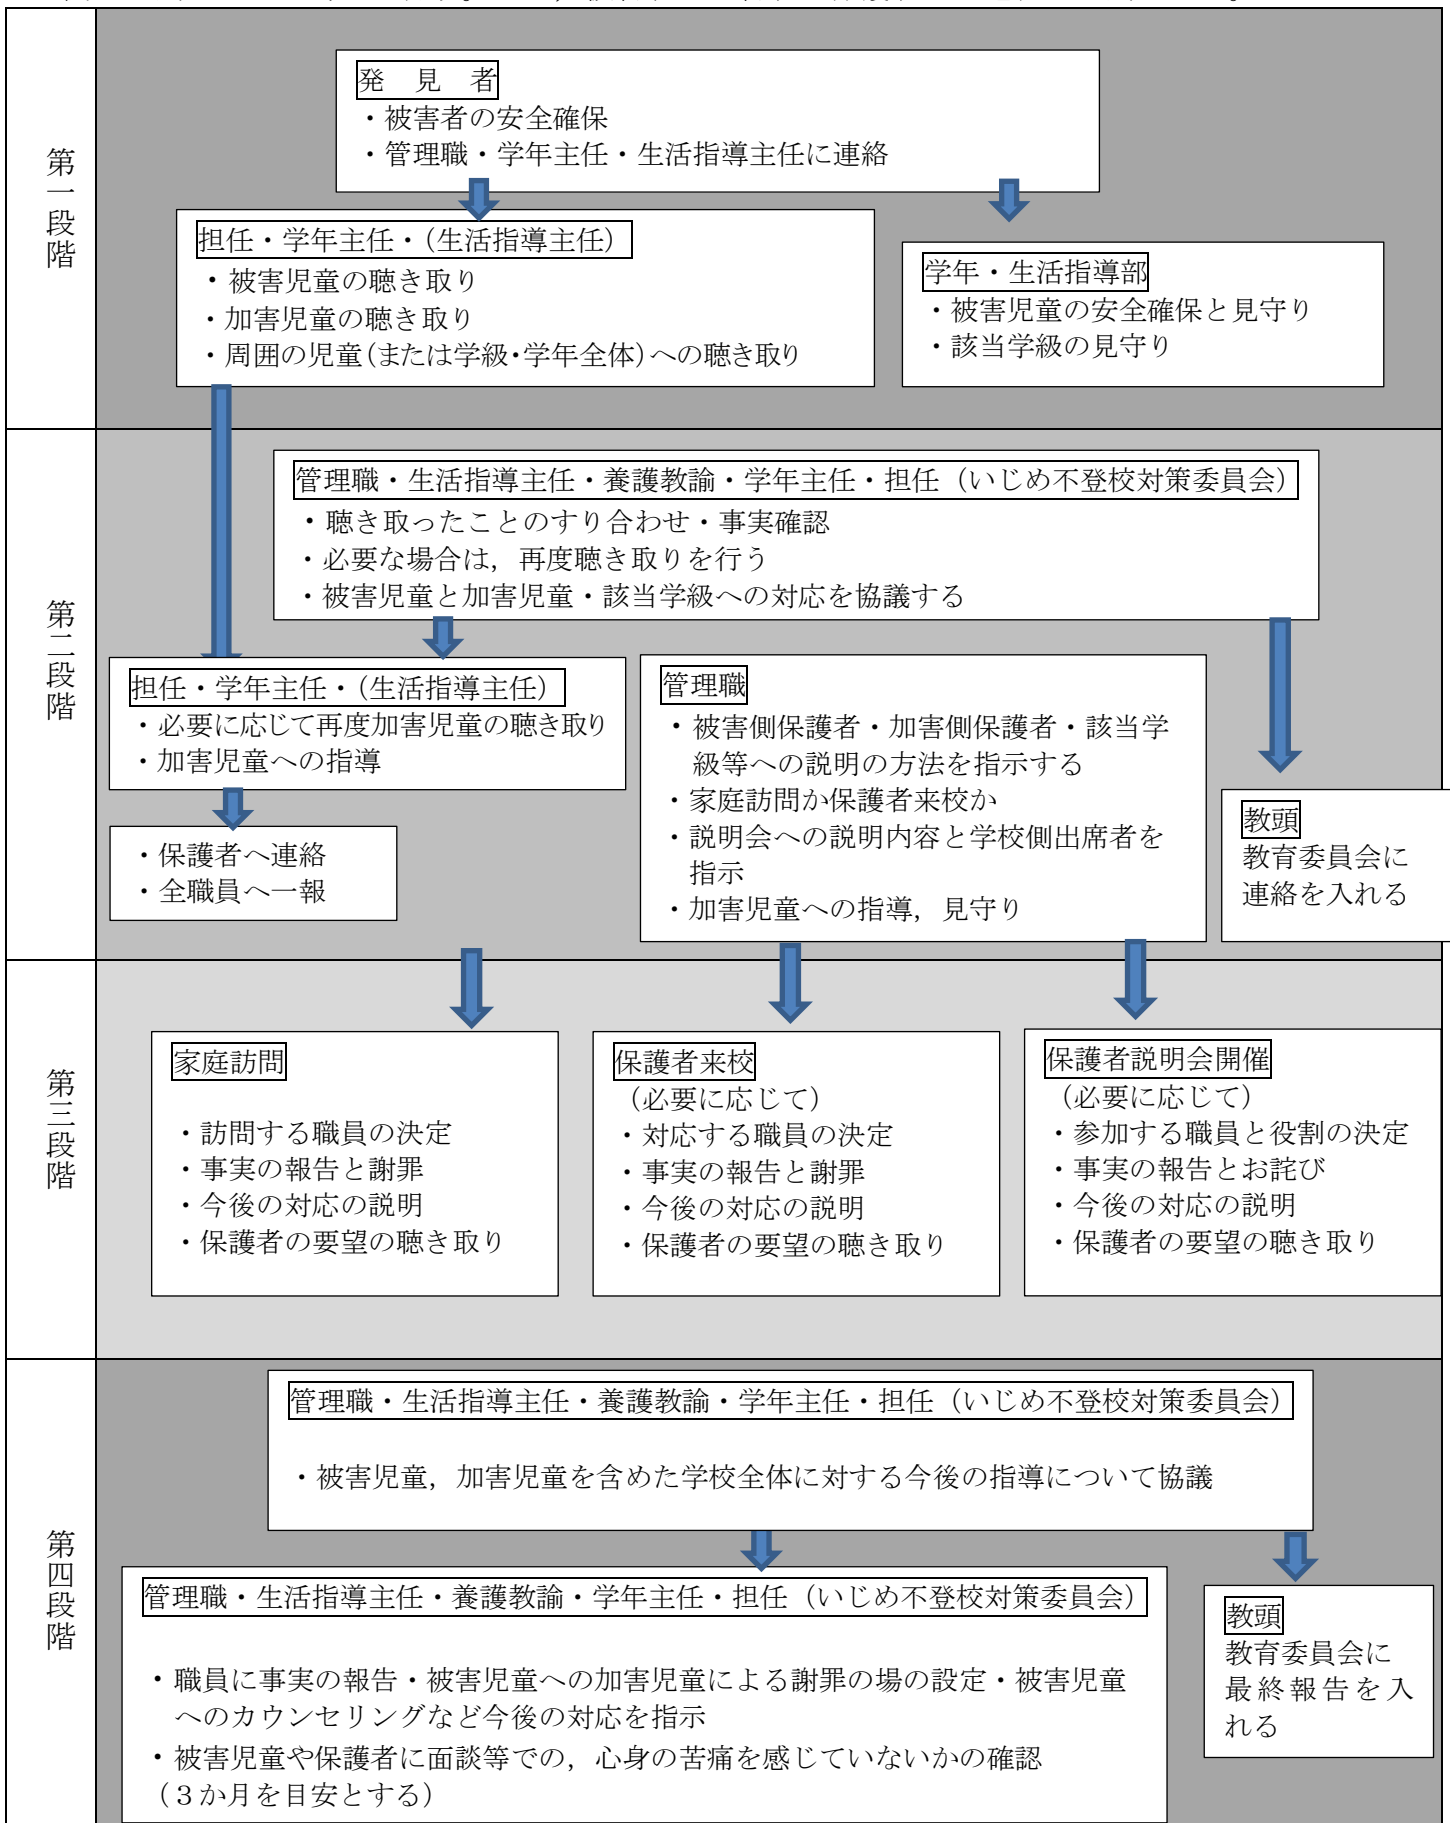 第一段階
発　見　者
・被害者の安全確保
・管理職・学年主任・生活指導主任に連絡
担任・学年主任・（生活指導主任）
・被害児童の聴き取り
・加害児童の聴き取り
・周囲の児童（または学級・学年全体）への聴き取り
学年・生活指導部
・被害児童の安全確保と見守り
・該当学級の見守り
第二段階
管理職・生活指導主任・養護教諭・学年主任・担任（いじめ不登校対策委員会）
・聴き取ったことのすり合わせ・事実確認
・必要な場合は，再度聴き取りを行う
・被害児童と加害児童・該当学級への対応を協議する
担任・学年主任・（生活指導主任）
・必要に応じて再度加害児童の聴き取り
・加害児童への指導
・保護者へ連絡
・全職員へ一報
管理職
・被害側保護者・加害側保護者・該当学
級等への説明の方法を指示する
・家庭訪問か保護者来校か
・説明会への説明内容と学校側出席者を
指示
・加害児童への指導，見守り
教頭
教育委員会に
連絡を入れる
第三段階
家庭訪問
・訪問する職員の決定
・事実の報告と謝罪
・今後の対応の説明
・保護者の要望の聴き取り
保護者来校
（必要に応じて）
・対応する職員の決定
・事実の報告と謝罪
・今後の対応の説明
・保護者の要望の聴き取り
保護者説明会開催
（必要に応じて）
・参加する職員と役割の決定
・事実の報告とお詫び
・今後の対応の説明
・保護者の要望の聴き取り
第四段階
管理職・生活指導主任・養護教諭・学年主任・担任（いじめ不登校対策委員会）
・被害児童，加害児童を含めた学校全体に対する今後の指導について協議
管理職・生活指導主任・養護教諭・学年主任・担任（いじめ不登校対策委員会）
・職員に事実の報告・被害児童への加害児童による謝罪の場の設定・被害児童
へのカウンセリングなど今後の対応を指示
・被害児童や保護者に面談等での，心身の苦痛を感じていないかの確認
（３か月を目安とする）
教頭
教育委員会に
最終報告を入
れる